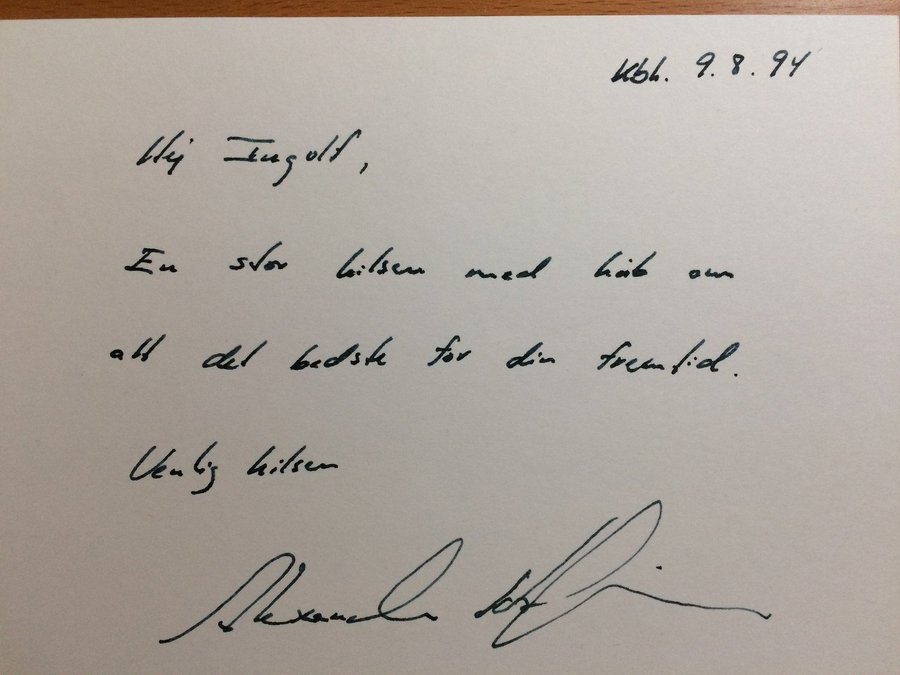 Kbh. 9.8.94
Hej Ingolf,
En stor hilsen med håb om
alt det bedste for din fremtid.
Venlig hilsen
Alexander